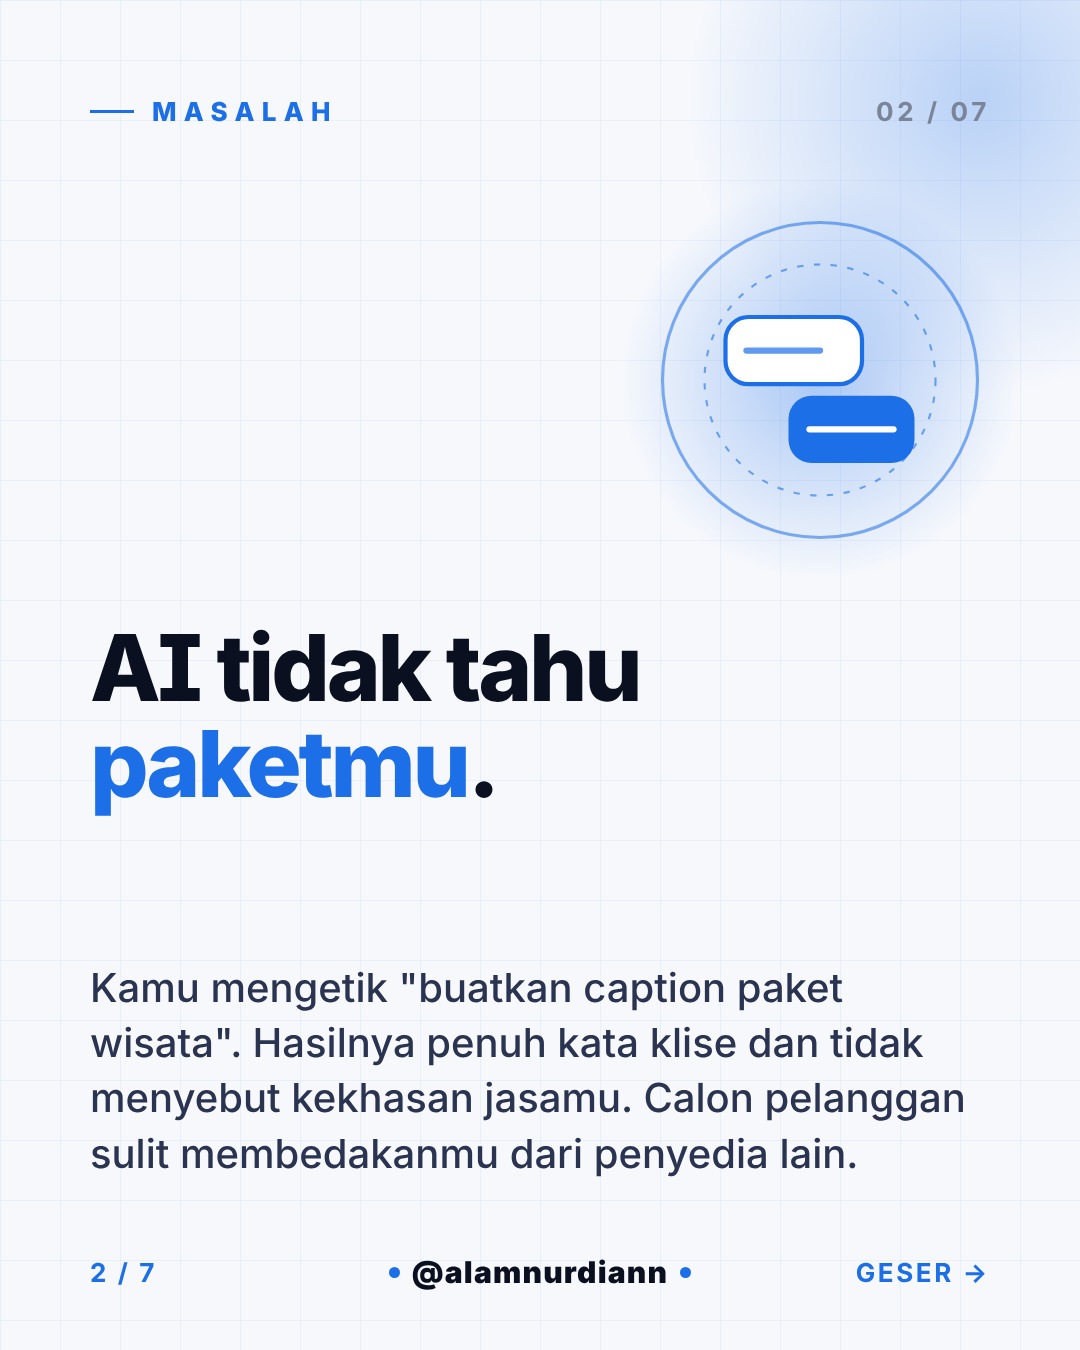 MASALAH
02 / 07
AI tidak tahu
paketmu.
Kamu mengetik "buatkan caption paket
wisata". Hasilnya penuh kata klise dan tidak
menyebut kekhasan jasamu. Calon pelanggan
sulit membedakanmu dari penyedia lain.
2 / 7
• @alamnurdiann •
GESER →